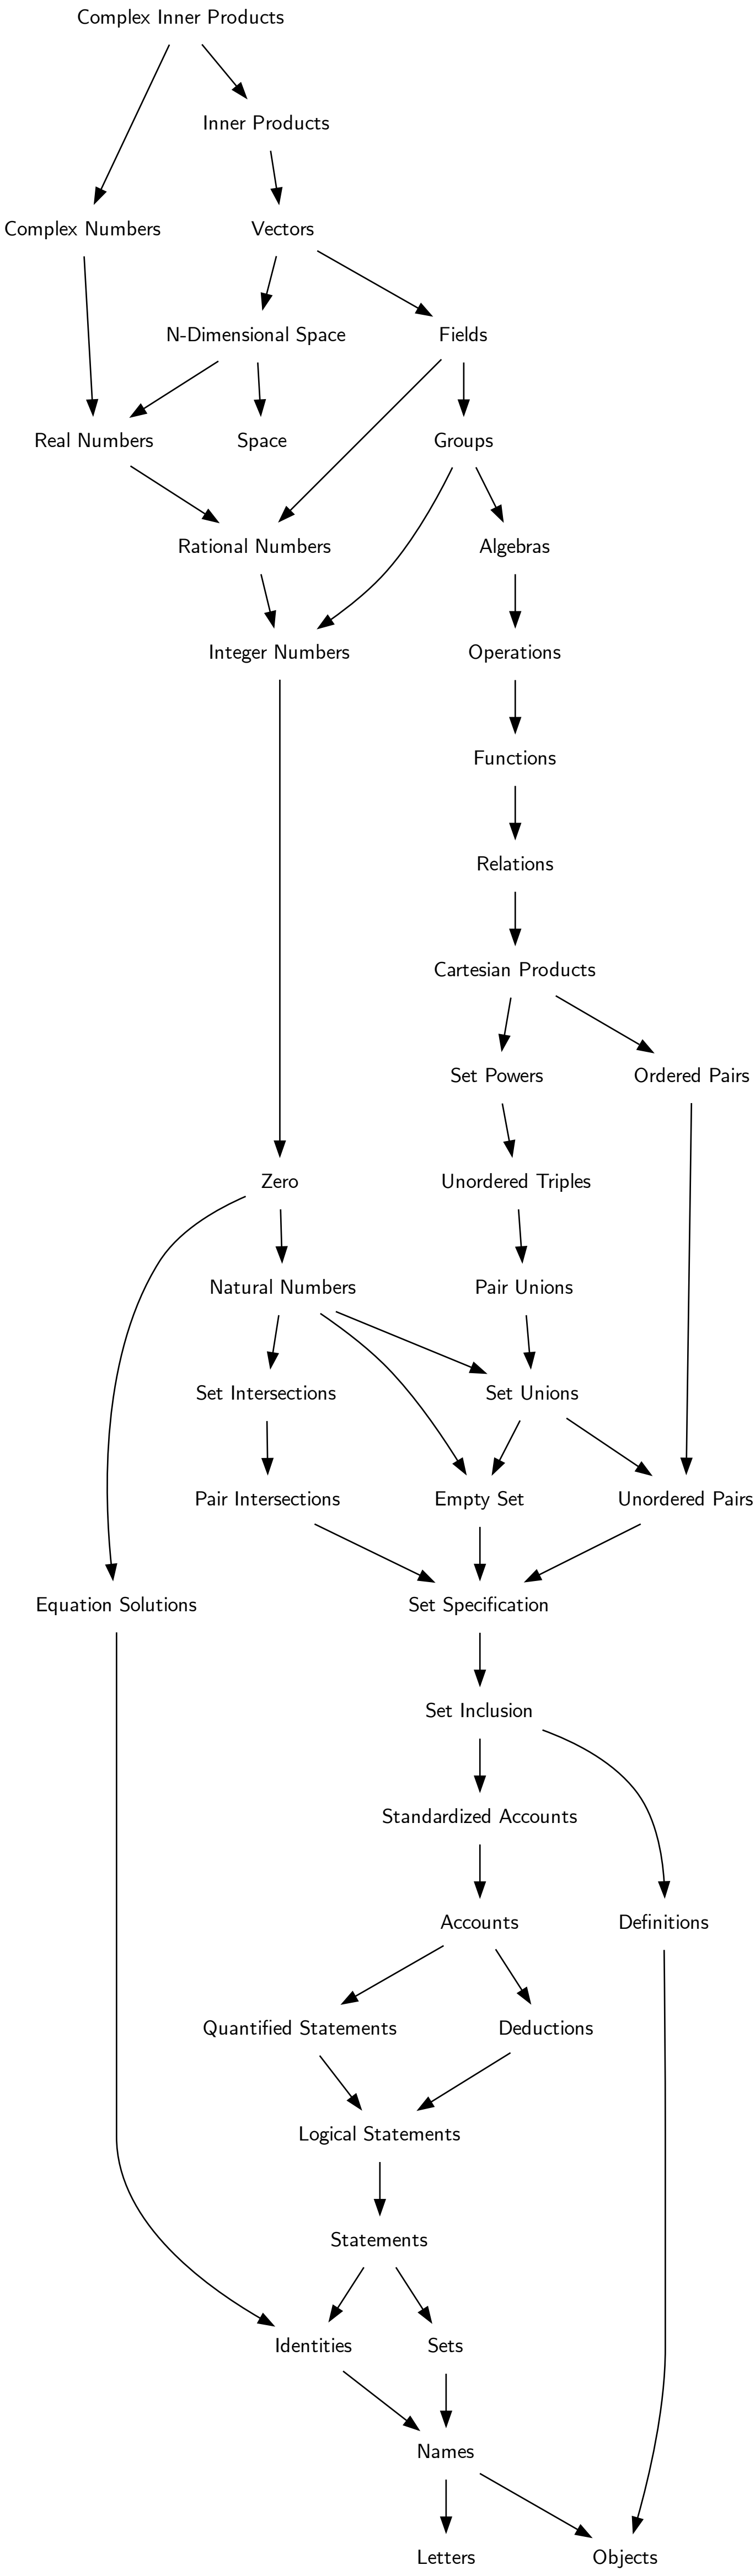 Complex Inner Products
Inner Products
Complex Numbers
Vectors
N-Dimensional Space
Fields
Real Numbers
Space
Groups
Rational Numbers
Algebras
Integer Numbers
Operations
Functions
Relations
Cartesian Products
Set Powers
Ordered Pairs
Zero
Unordered Triples
Natural Numbers
Pair Unions
Set Intersections
Set Unions
Pair Intersections
Empty Set
Unordered Pairs
Equation Solutions
Set Specification
Set Inclusion
Standardized Accounts
Accounts
Definitions
Quantified Statements
Deductions
Logical Statements
Statements
Identities
Sets
Names
Letters
Objects